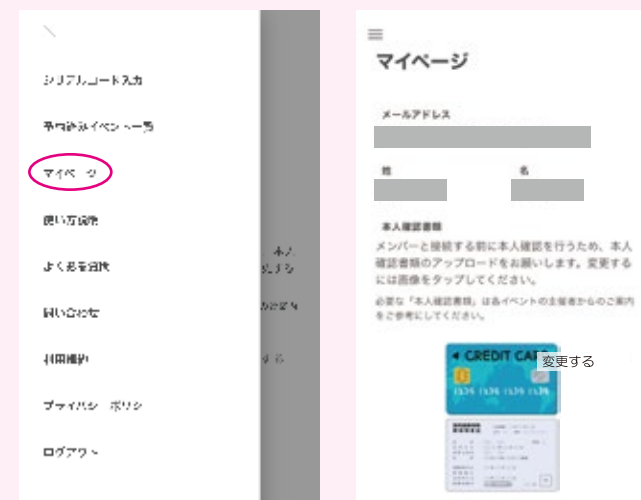 シリアルコード入力
予約済みイベント一覧
マイページ
使い方説明
よくある質問
問い合わせ
利用規約
プライバシーポリシー
ログアウト
マイページ
メールアドレス
姓
名
本人確認書類
メンバーと接続する前に本人確認を行うため、本人
確認書類のアップロードをお願いします。変更する
には画像をタップしてください。
必要な「本人確認書類」は各イベントの主催者からのご案内
をご参考にしてください。
CREDIT CARD
変更する